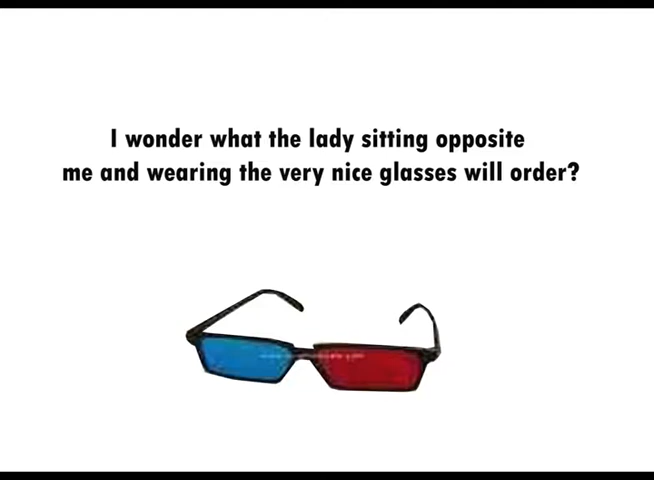 I wonder what the lady sitting opposite
me and wearing the very nice glasses will order?